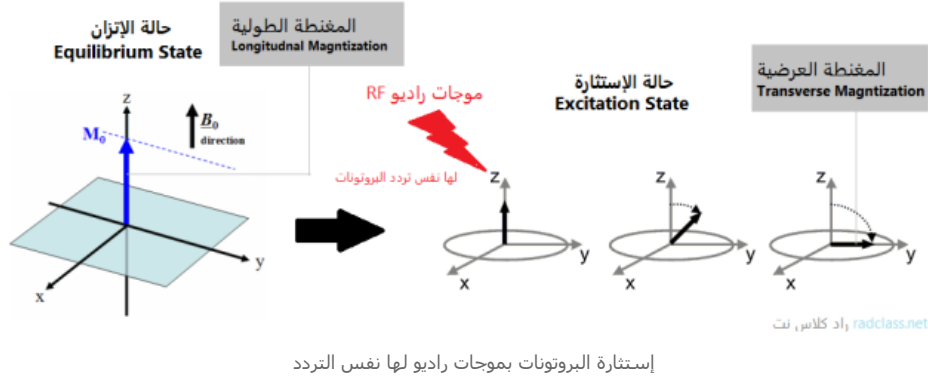 حالة الإتزان
Equilibrium State
المغنطة الطولية
Longitudnal Magntization
z
M₀
B₀
direction
y
x
موجات راديو RF
لها نفس تردد البروتونات
حالة الإستثارة
Excitation State
المغنطة العرضية
Transverse Magntization
z
y
x
z
y
x
z
y
x
راد كلاس نت radclass.net
إستثارة البروتونات بموجات راديو لها نفس التردد